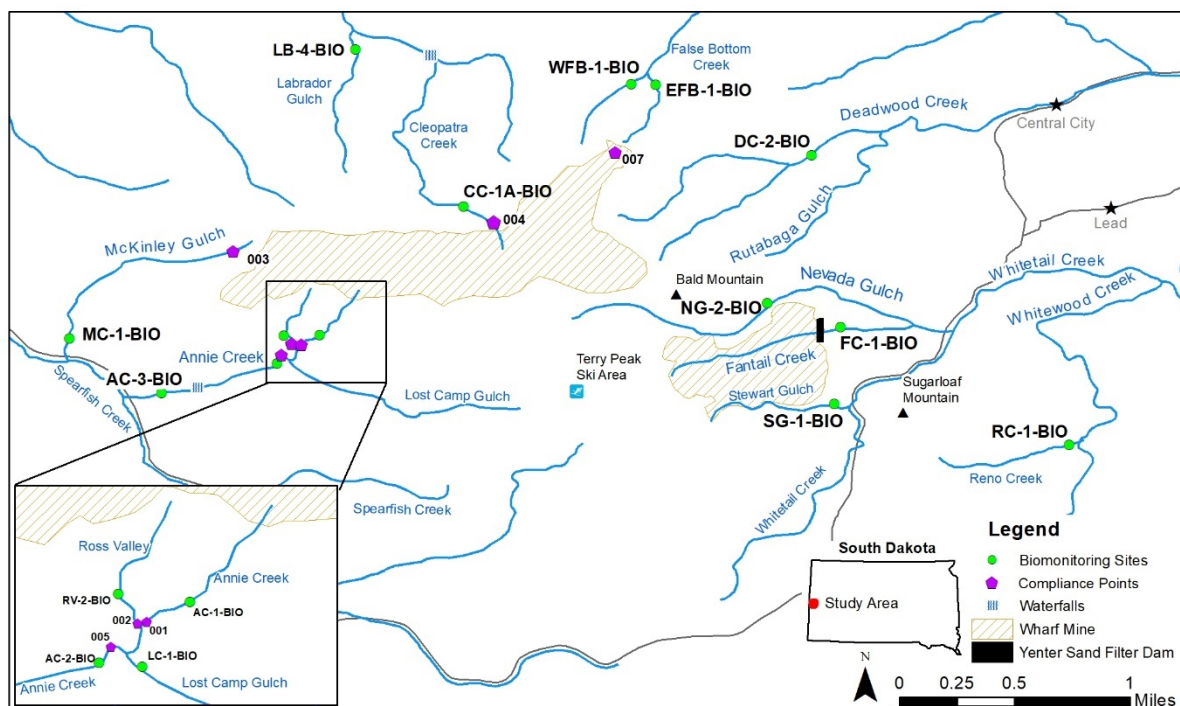 LB-4-BIO
Labrador
Gulch
Cleopatra
Creek
WFB-1-BIO
False Bottom
Creek
EFB-1-BIO
007
DC-2-BIO
Deadwood Creek
Central City
Lead
Rutabaga Gulch
CC-1A-BIO
004
McKinley Gulch
003
Whitetail Creek
Whitewood Creek
Bald Mountain
Nevada Gulch
NG-2-BIO
MC-1-BIO
FC-1-BIO
Annie Creek
Fantail Creek
Terry Peak
Ski Area
AC-3-BIO
Spearfish Creek
Lost Camp Gulch
Stewart Gulch
Sugarloaf
Mountain
SG-1-BIO
RC-1-BIO
Reno Creek
Whitetail Creek
Spearfish Creek
Ross Valley
Annie Creek
RV-2-BIO
AC-1-BIO
002
001
005
AC-2-BIO
LC-1-BIO
Annie Creek
Lost Camp Gulch
South Dakota
Study Area
Legend
Biomonitoring Sites
Compliance Points
Waterfalls
Wharf Mine
Yenter Sand Filter Dam
N
0 0.25 0.5 1
Miles